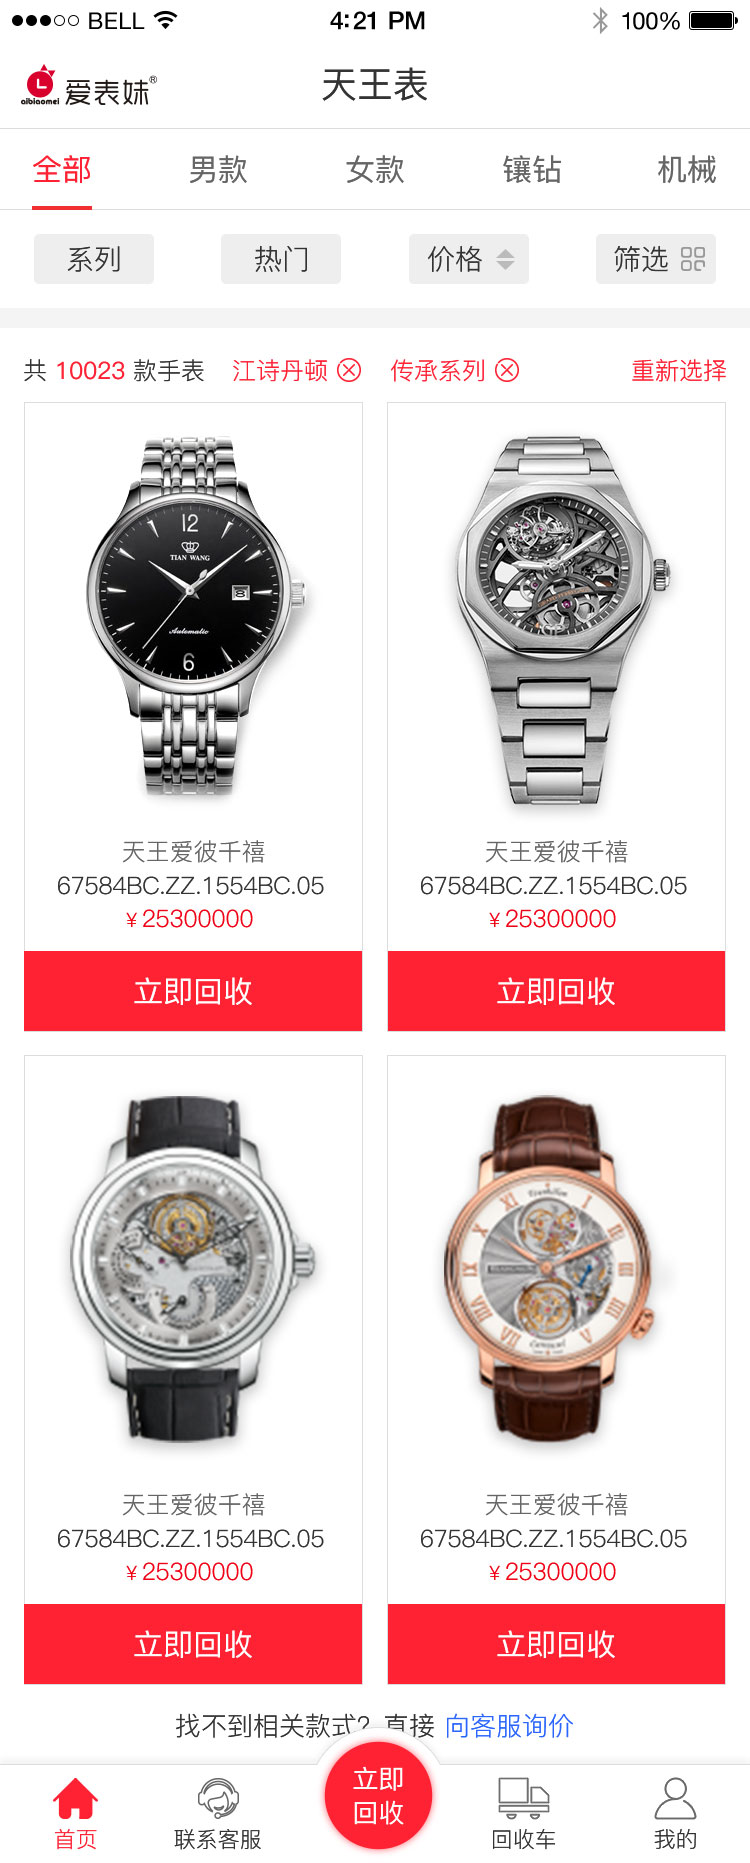 BELL 4:21 PM 100%
aibiaomei 爱表妹® 天王表
全部 男款 女款 镶钻 机械
系列 热门 价格 筛选
共 10023 款手表 江诗丹顿 传承系列 重新选择
12
TIAN WANG
8
Automatic
6
天王爱彼千禧 天王爱彼千禧
67584BC.ZZ.1554BC.05 67584BC.ZZ.1554BC.05
¥ 25300000 ¥ 25300000
立即回收 立即回收
天王爱彼千禧 天王爱彼千禧
67584BC.ZZ.1554BC.05 67584BC.ZZ.1554BC.05
¥ 25300000 ¥ 25300000
立即回收 立即回收
找不到相关款式? 直接 向客服询价
立即
回收
首页 联系客服 回收车 我的